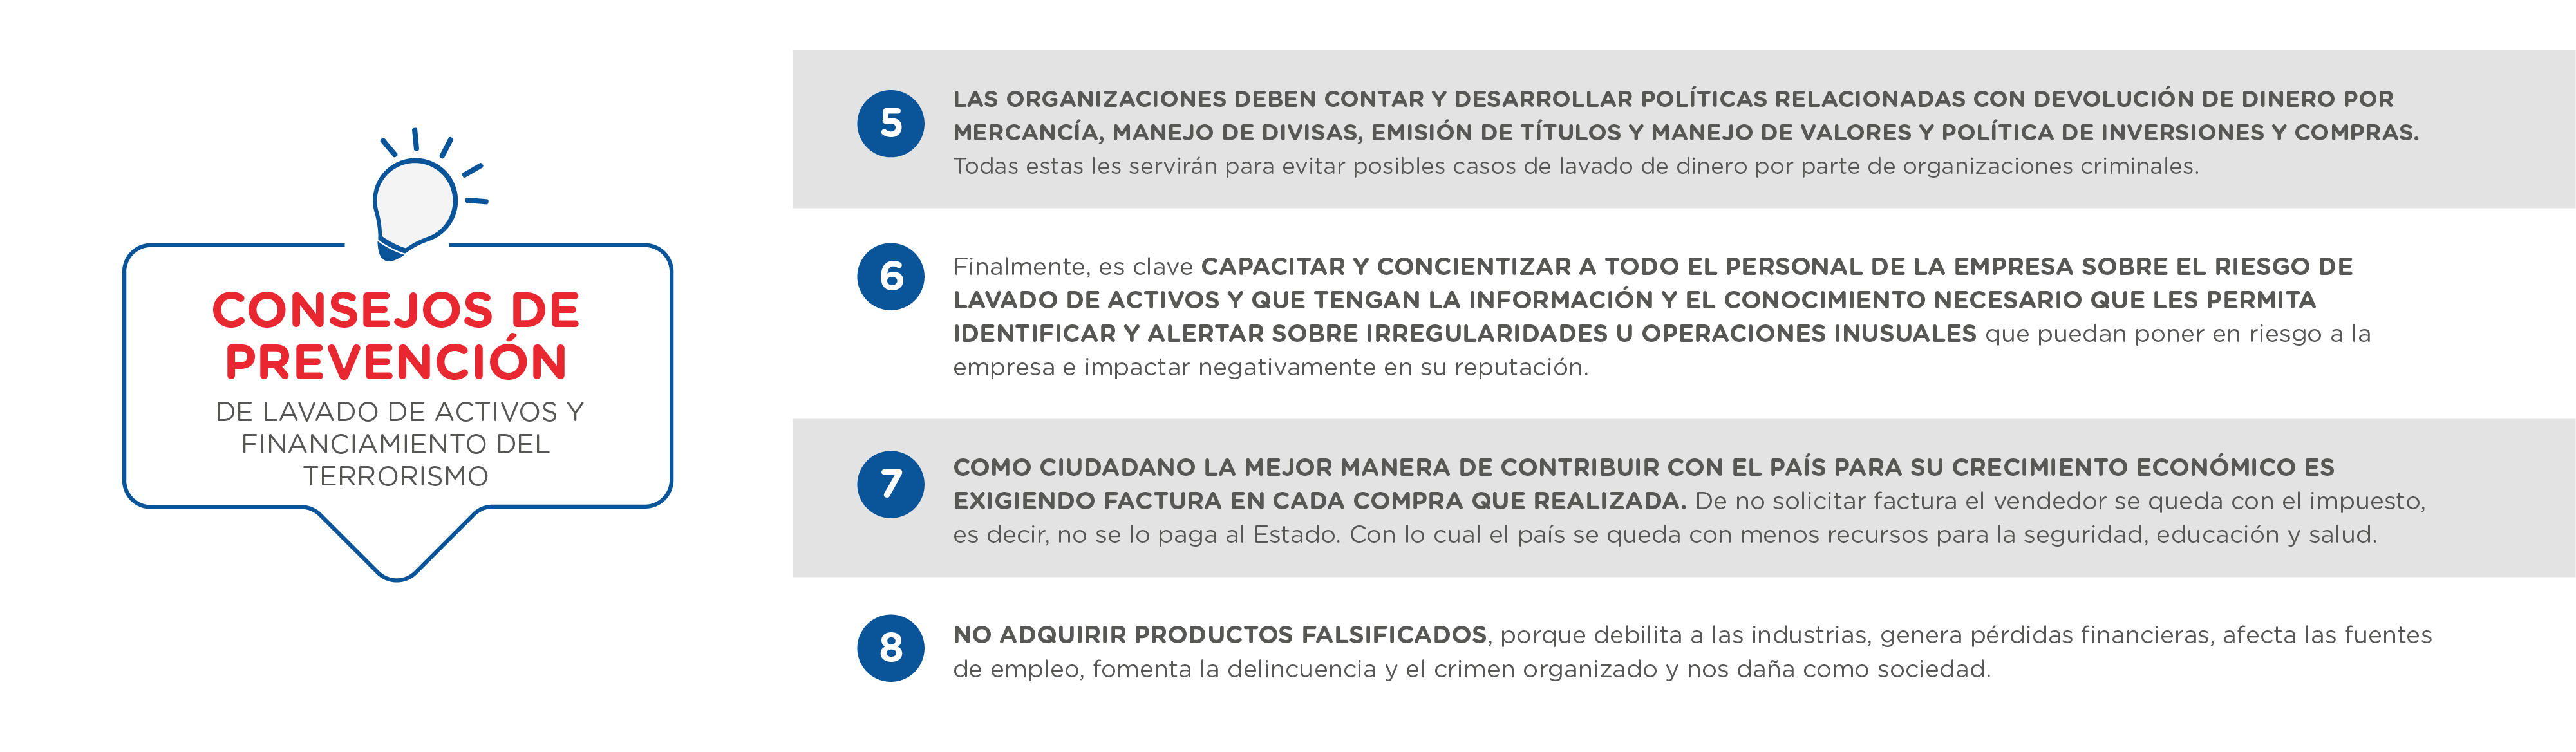 CONSEJOS DE
PREVENCIÓN
DE LAVADO DE ACTIVOS Y
FINANCIAMIENTO DEL
TERRORISMO
5
LAS ORGANIZACIONES DEBEN CONTAR Y DESARROLLAR POLÍTICAS RELACIONADAS CON DEVOLUCIÓN DE DINERO POR
MERCANCÍA, MANEJO DE DIVISAS, EMISIÓN DE TÍTULOS Y MANEJO DE VALORES Y POLÍTICA DE INVERSIONES Y COMPRAS.
Todas estas les servirán para evitar posibles casos de lavado de dinero por parte de organizaciones criminales.
6
Finalmente, es clave CAPACITAR Y CONCIENTIZAR A TODO EL PERSONAL DE LA EMPRESA SOBRE EL RIESGO DE
LAVADO DE ACTIVOS Y QUE TENGAN LA INFORMACIÓN Y EL CONOCIMIENTO NECESARIO QUE LES PERMITA
IDENTIFICAR Y ALERTAR SOBRE IRREGULARIDADES U OPERACIONES INUSUALES que puedan poner en riesgo a la
empresa e impactar negativamente en su reputación.
7
COMO CIUDADANO LA MEJOR MANERA DE CONTRIBUIR CON EL PAÍS PARA SU CRECIMIENTO ECONÓMICO ES
EXIGIENDO FACTURA EN CADA COMPRA QUE REALIZADA. De no solicitar factura el vendedor se queda con el impuesto,
es decir, no se lo paga al Estado. Con lo cual el país se queda con menos recursos para la seguridad, educación y salud.
8
NO ADQUIRIR PRODUCTOS FALSIFICADOS, porque debilita a las industrias, genera pérdidas financieras, afecta las fuentes
de empleo, fomenta la delincuencia y el crimen organizado y nos daña como sociedad.